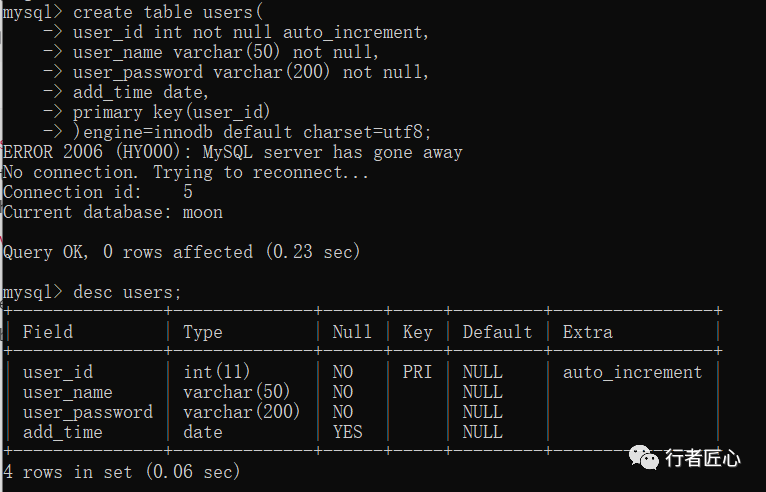 mysql> create table users(
    -> user_id int not null auto_increment,
    -> user_name varchar(50) not null,
    -> user_password varchar(200) not null,
    -> add_time date,
    -> primary key(user_id)
    -> )engine=innodb default charset=utf8;
ERROR 2006 (HY000): MySQL server has gone away
No connection. Trying to reconnect...
Connection id:    5
Current database: moon
Query OK, 0 rows affected (0.23 sec)
mysql> desc users;
+---------------+--------------+------+-----+---------+----------------+
| Field         | Type         | Null | Key | Default | Extra          |
+---------------+--------------+------+-----+---------+----------------+
| user_id       | int(11)      | NO   | PRI | NULL    | auto_increment |
| user_name     | varchar(50)  | NO   |     | NULL    |                |
| user_password | varchar(200) | NO   |     | NULL    |                |
| add_time      | date         | YES  |     | NULL    |                |
+---------------+--------------+------+-----+---------+----------------+
4 rows in set (0.06 sec)
行者匠心